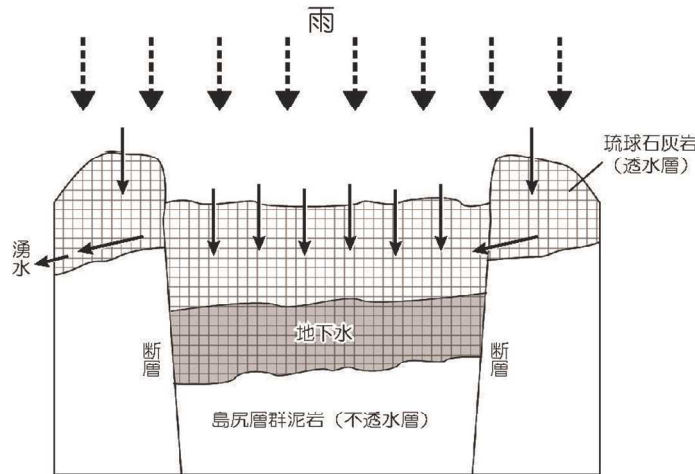 雨
琉球石灰岩
（透水層）
湧水
地下水
断層
断層
島尻層群泥岩（不透水層）